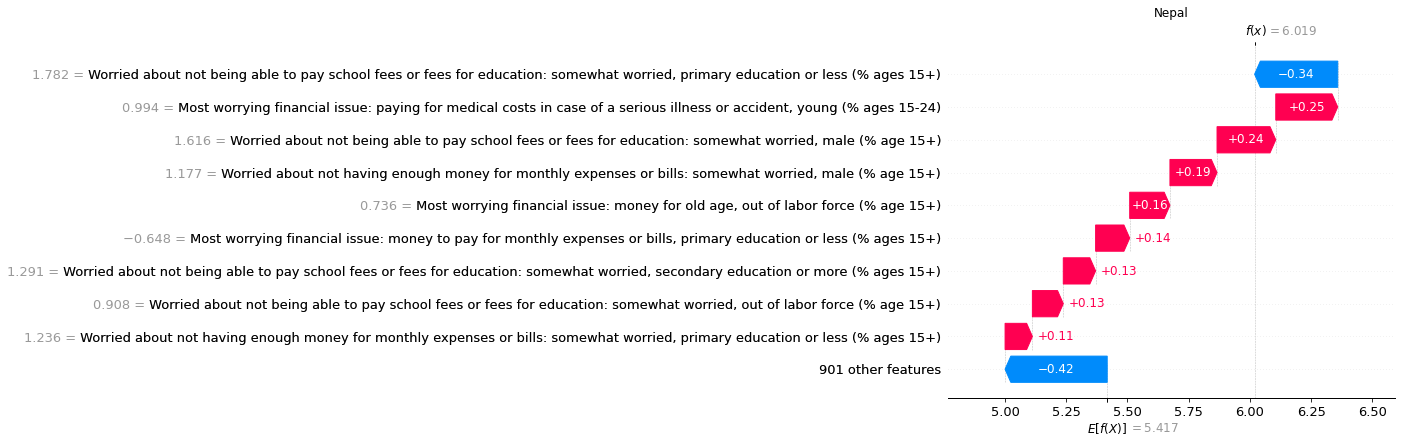 Nepal
f(x) = 6.019
1.782 = Worried about not being able to pay school fees or fees for education: somewhat worried, primary education or less (% ages 15+)
−0.34
0.994 = Most worrying financial issue: paying for medical costs in case of a serious illness or accident, young (% ages 15-24)
+0.25
1.616 = Worried about not being able to pay school fees or fees for education: somewhat worried, male (% age 15+)
+0.24
1.177 = Worried about not having enough money for monthly expenses or bills: somewhat worried, male (% age 15+)
+0.19
0.736 = Most worrying financial issue: money for old age, out of labor force (% age 15+)
+0.16
−0.648 = Most worrying financial issue: money to pay for monthly expenses or bills, primary education or less (% ages 15+)
+0.14
1.291 = Worried about not being able to pay school fees or fees for education: somewhat worried, secondary education or more (% ages 15+)
+0.13
0.908 = Worried about not being able to pay school fees or fees for education: somewhat worried, out of labor force (% age 15+)
+0.13
1.236 = Worried about not having enough money for monthly expenses or bills: somewhat worried, primary education or less (% ages 15+)
+0.11
901 other features
−0.42
5.00 5.25 5.50 5.75 6.00 6.25 6.50
E[f(X)] = 5.417